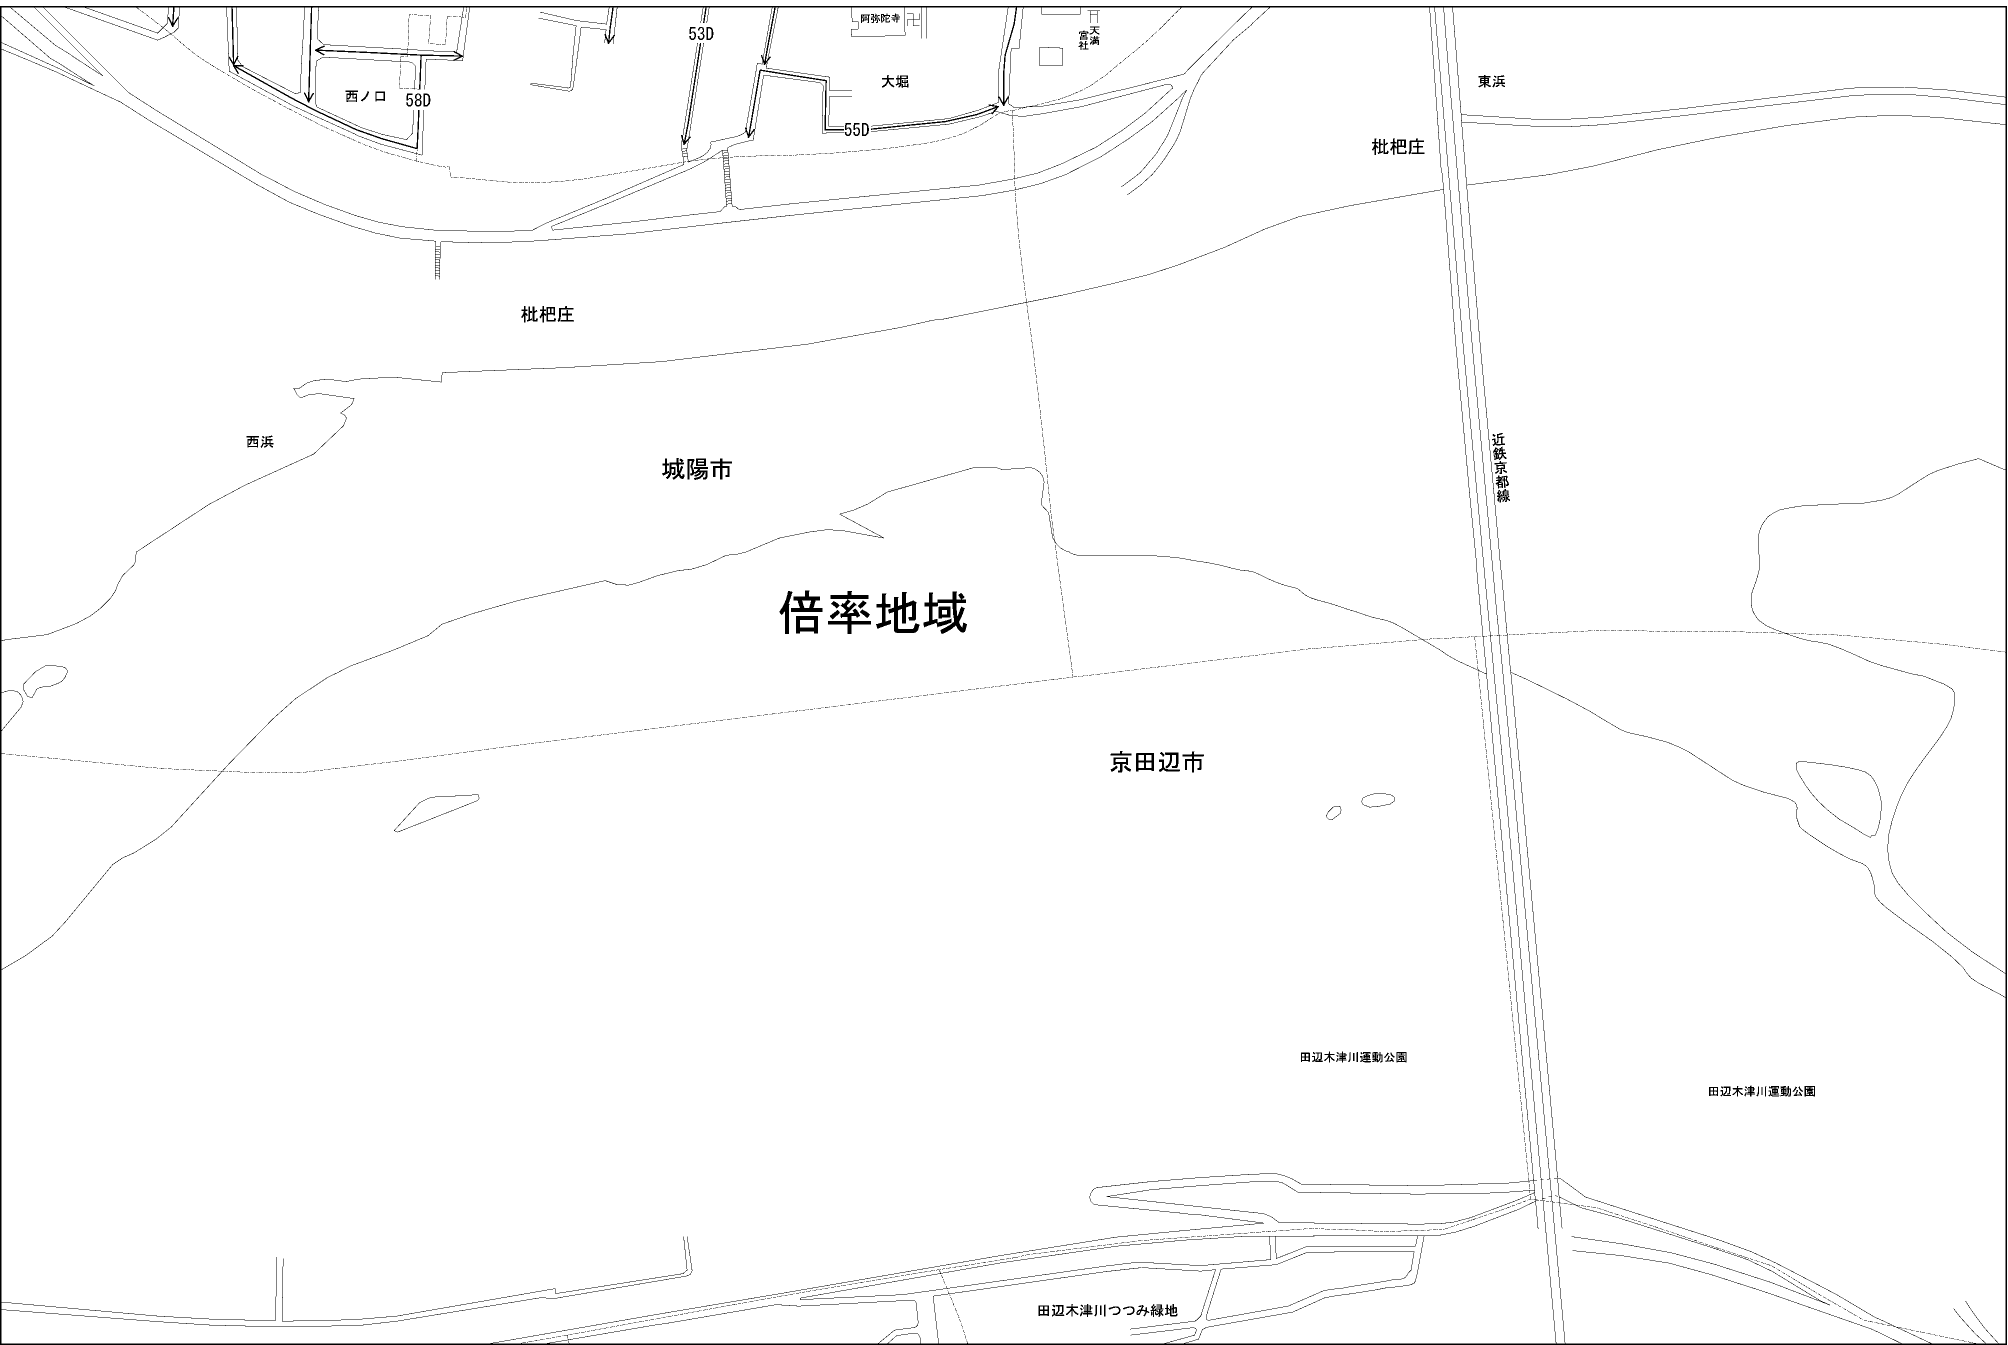 阿弥陀寺
天満
宮社
53D
大堀
東浜
西ノ口
58D
55D
枇杷庄
枇杷庄
西浜
城陽市
近鉄京都線
倍率地域
京田辺市
田辺木津川運動公園
田辺木津川運動公園
田辺木津川つつみ緑地